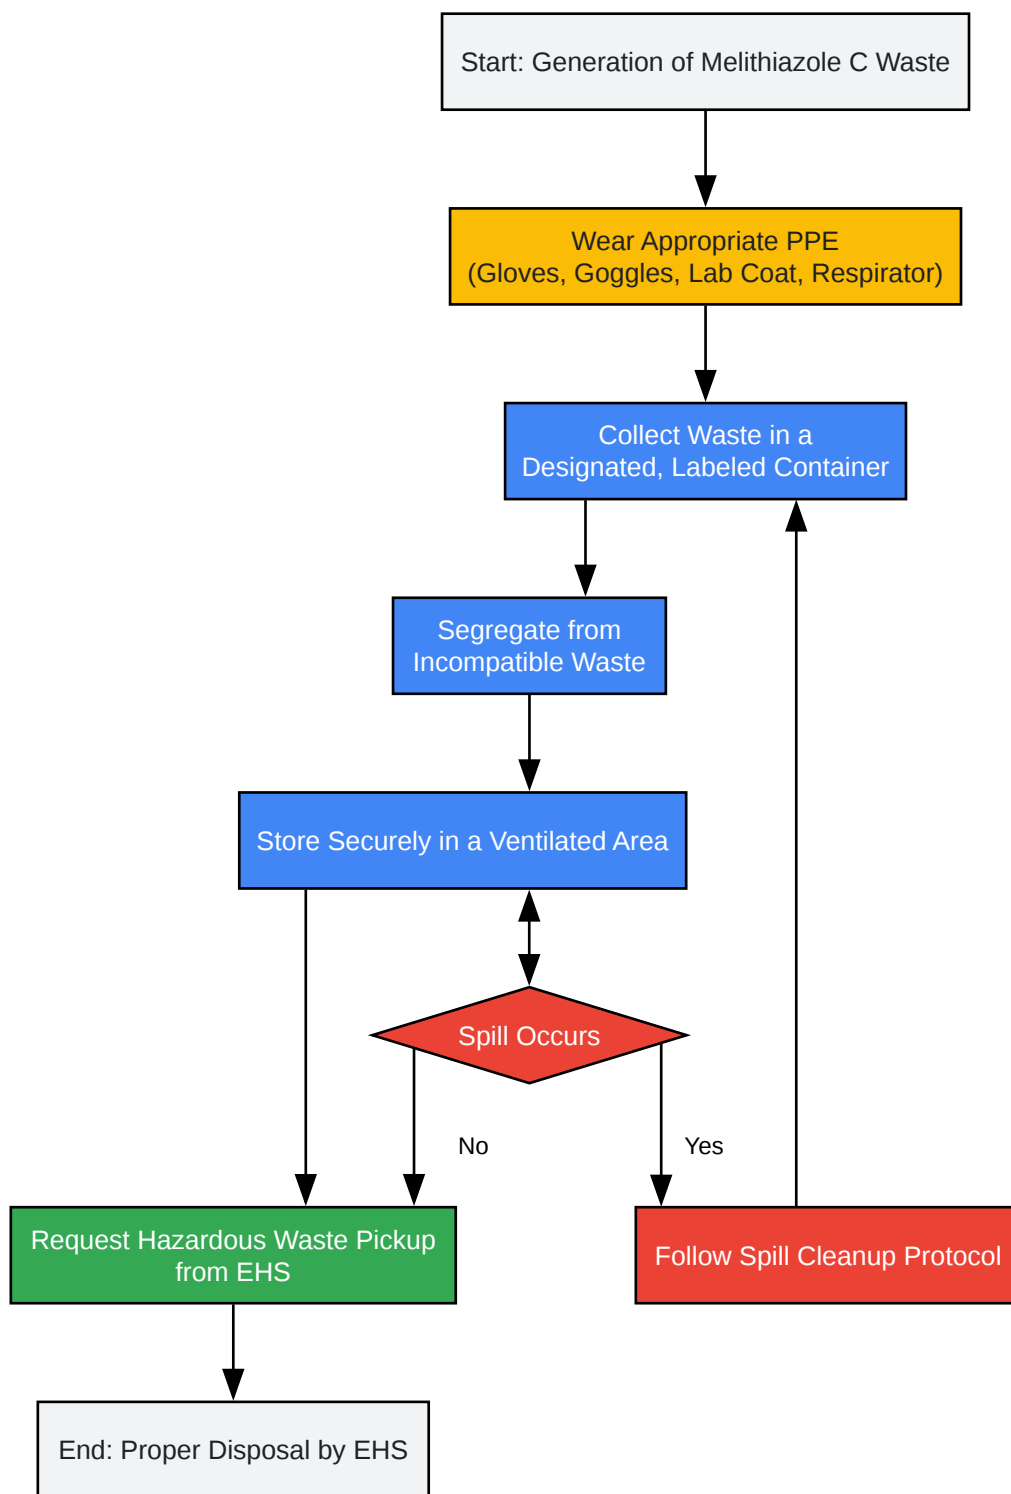 Start: Generation of Melithiazole C Waste
Wear Appropriate PPE
(Gloves, Goggles, Lab Coat, Respirator)
Collect Waste in a
Designated, Labeled Container
Segregate from
Incompatible Waste
Store Securely in a Ventilated Area
Spill Occurs
No
Yes
Request Hazardous Waste Pickup
from EHS
Follow Spill Cleanup Protocol
End: Proper Disposal by EHS